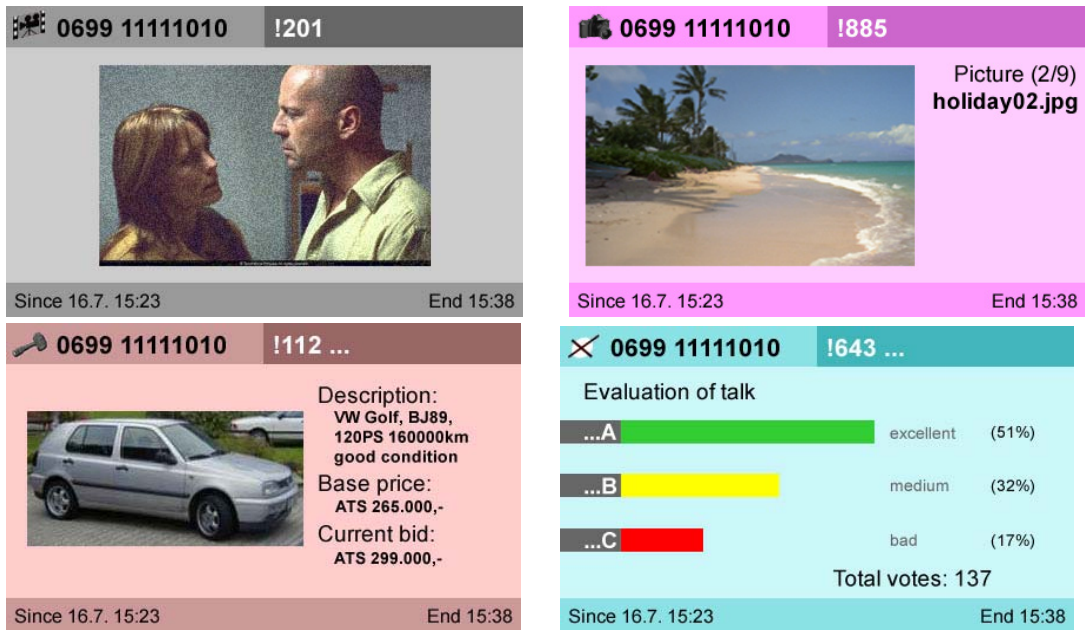 0699 11111010 !201
Since 16.7. 15:23 End 15:38
0699 11111010 !885
Picture (2/9)
holiday02.jpg
Since 16.7. 15:23 End 15:38
0699 11111010 !112 ...
Description:
VW Golf, BJ89,
120PS 160000km
good condition
Base price:
ATS 265.000,-
Current bid:
ATS 299.000,-
Since 16.7. 15:23 End 15:38
0699 11111010 !643 ...
Evaluation of talk
...A excellent (51%)
...B medium (32%)
...C bad (17%)
Total votes: 137
Since 16.7. 15:23 End 15:38